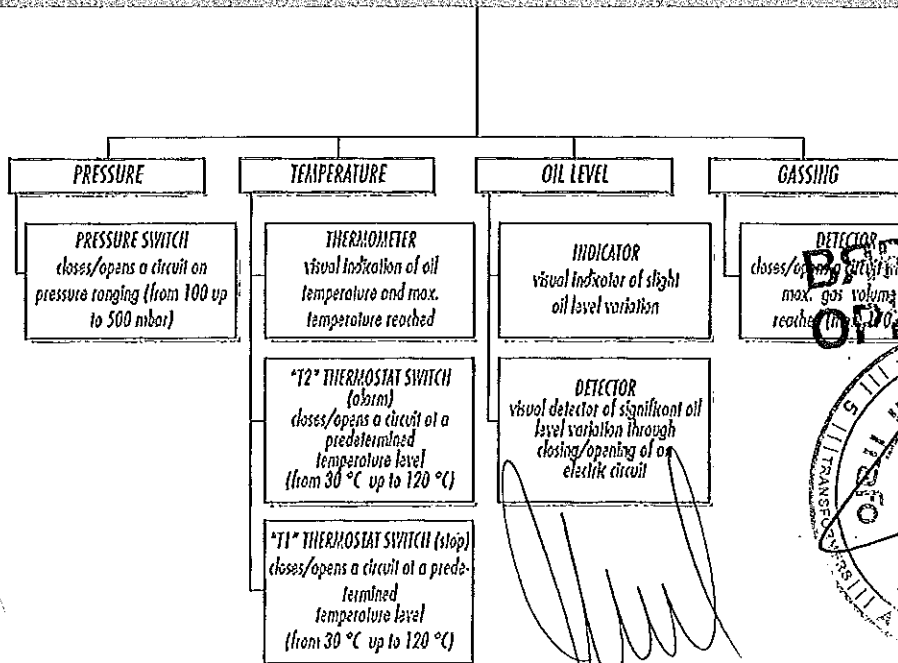 PRESSURE
TEMPERATURE
OIL LEVEL
GASSING
PRESSURE SWITCH
closes/opens a circuit on
pressure ranging (from 100 up
to 500 mbar)
THERMOMETER
visual indication of oil
temperature and max.
temperature reached
"T2" THERMOSTAT SWITCH
(alarm)
closes/opens a circuit at a
predetermined
temperature level
(from 30 °C up to 120 °C)
"T1" THERMOSTAT SWITCH (stop)
closes/opens a circuit at a prede-
termined
temperature level
(from 30 °C up to 120 °C)
INDICATOR
visual indicator of slight
oil level variation
DETECTOR
visual detector of significant oil
level variation through
closing/opening of an
electric circuit
DETECTOR
closes/opens a circuit
max. gas volume
TRANSFORMERS